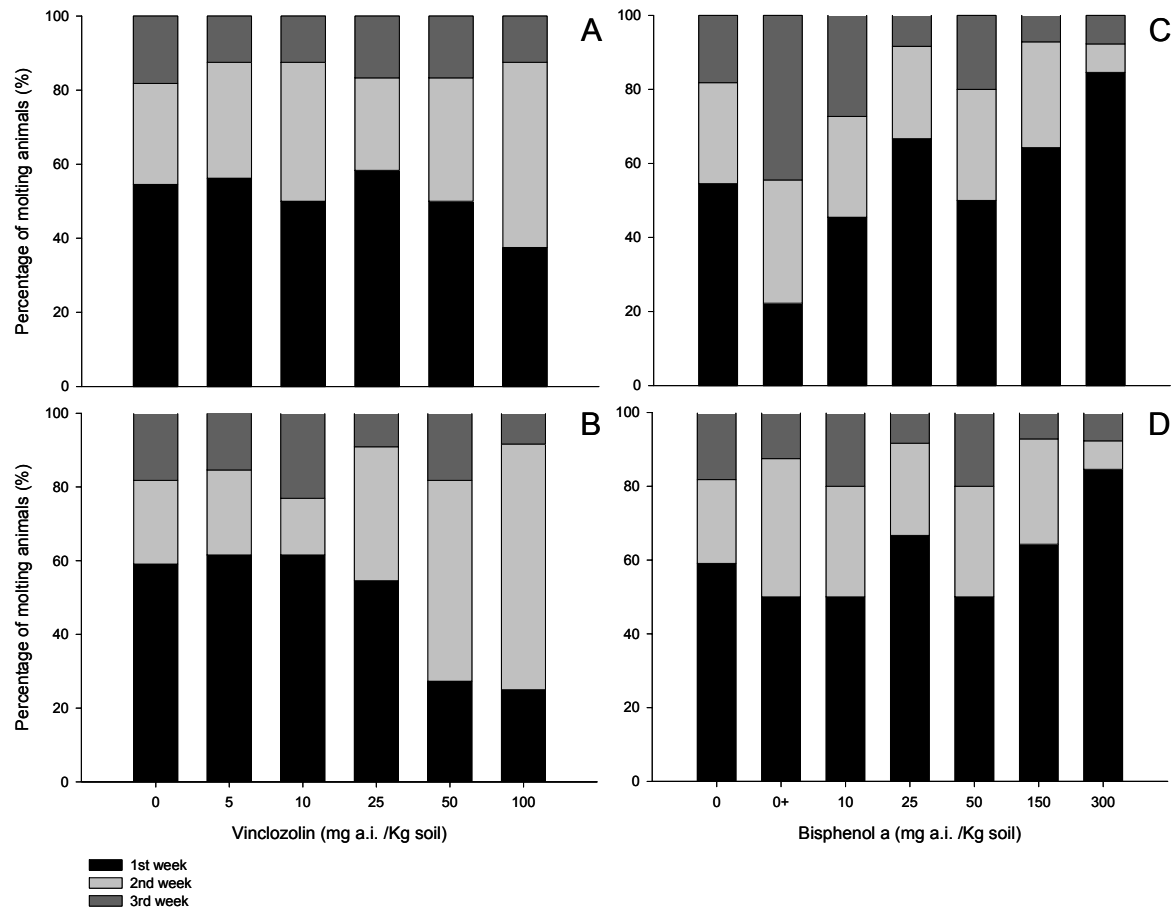 A
100
80
60
40
20
0
Percentage of molting animals (%)
C
100
80
60
40
20
0
B
100
80
60
40
20
0
Percentage of molting animals (%)
0 5 10 25 50 100
Vinclozolin (mg a.i. /Kg soil)
D
100
80
60
40
20
0
0 0+ 10 25 50 150 300
Bisphenol a (mg a.i. /Kg soil)
1st week
2nd week
3rd week